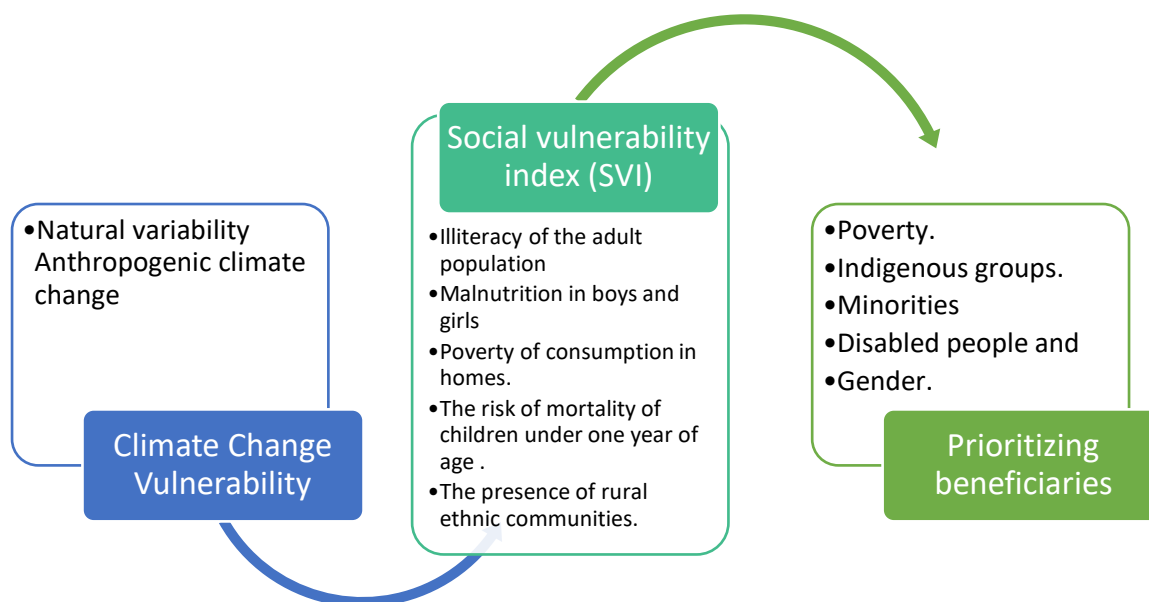 •Natural variability
Anthropogenic climate
change
Climate Change
Vulnerability
Social vulnerability
index (SVI)
•Illiteracy of the adult
population
•Malnutrition in boys and
girls
•Poverty of consumption in
homes.
•The risk of mortality of
children under one year of
age .
•The presence of rural
ethnic communities.
•Poverty.
•Indigenous groups.
•Minorities
•Disabled people and
•Gender.
Prioritizing
beneficiaries